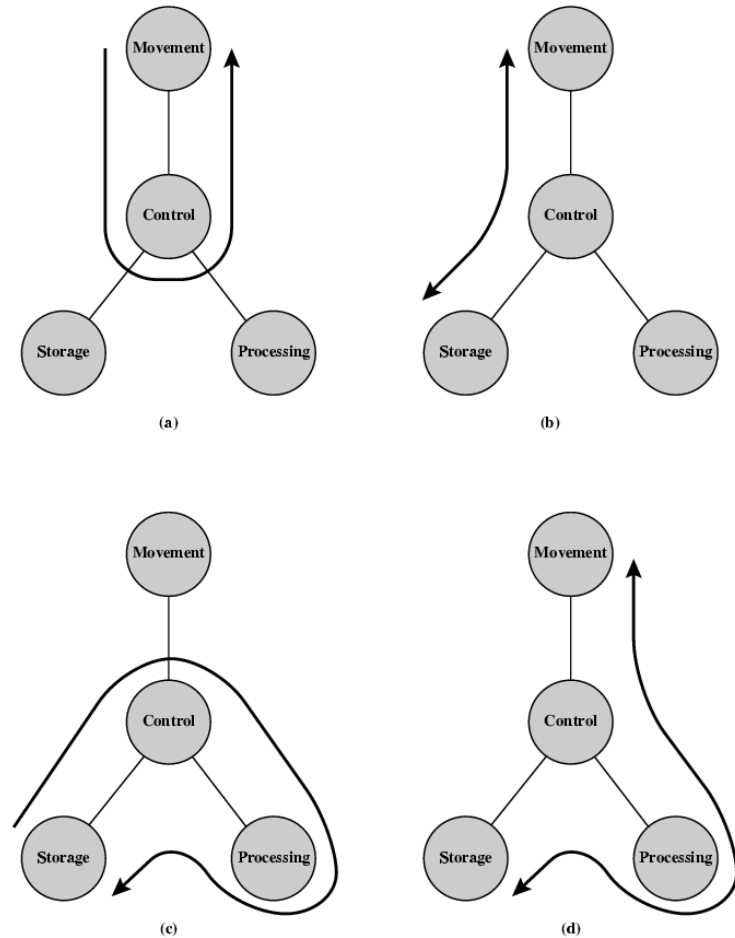 Movement Movement
Control Control
Storage Processing Storage Processing
(a) (b)
Movement Movement
Control Control
Storage Processing Storage Processing
(c) (d)